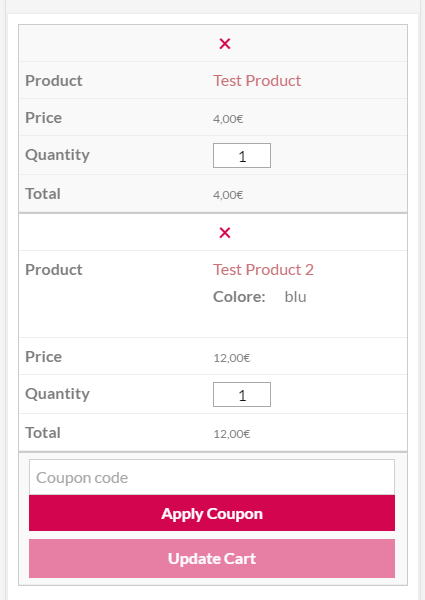 ×
Product Test Product
Price 4,00€
Quantity 1
Total 4,00€
×
Product Test Product 2
Colore: blu
Price 12,00€
Quantity 1
Total 12,00€
Coupon code
Apply Coupon
Update Cart